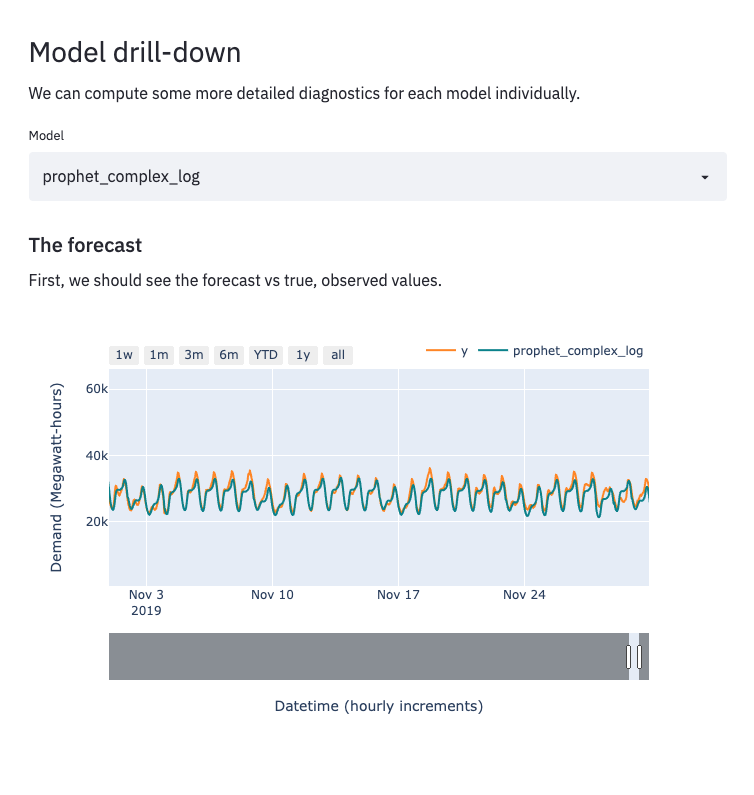 Model drill-down
We can compute some more detailed diagnostics for each model individually.
Model
prophet_complex_log
The forecast
First, we should see the forecast vs true, observed values.
1w 1m 3m 6m YTD 1y all
y prophet_complex_log
Demand (Megawatt-hours)
60k
40k
20k
Nov 3 Nov 10 Nov 17 Nov 24
2019
Datetime (hourly increments)